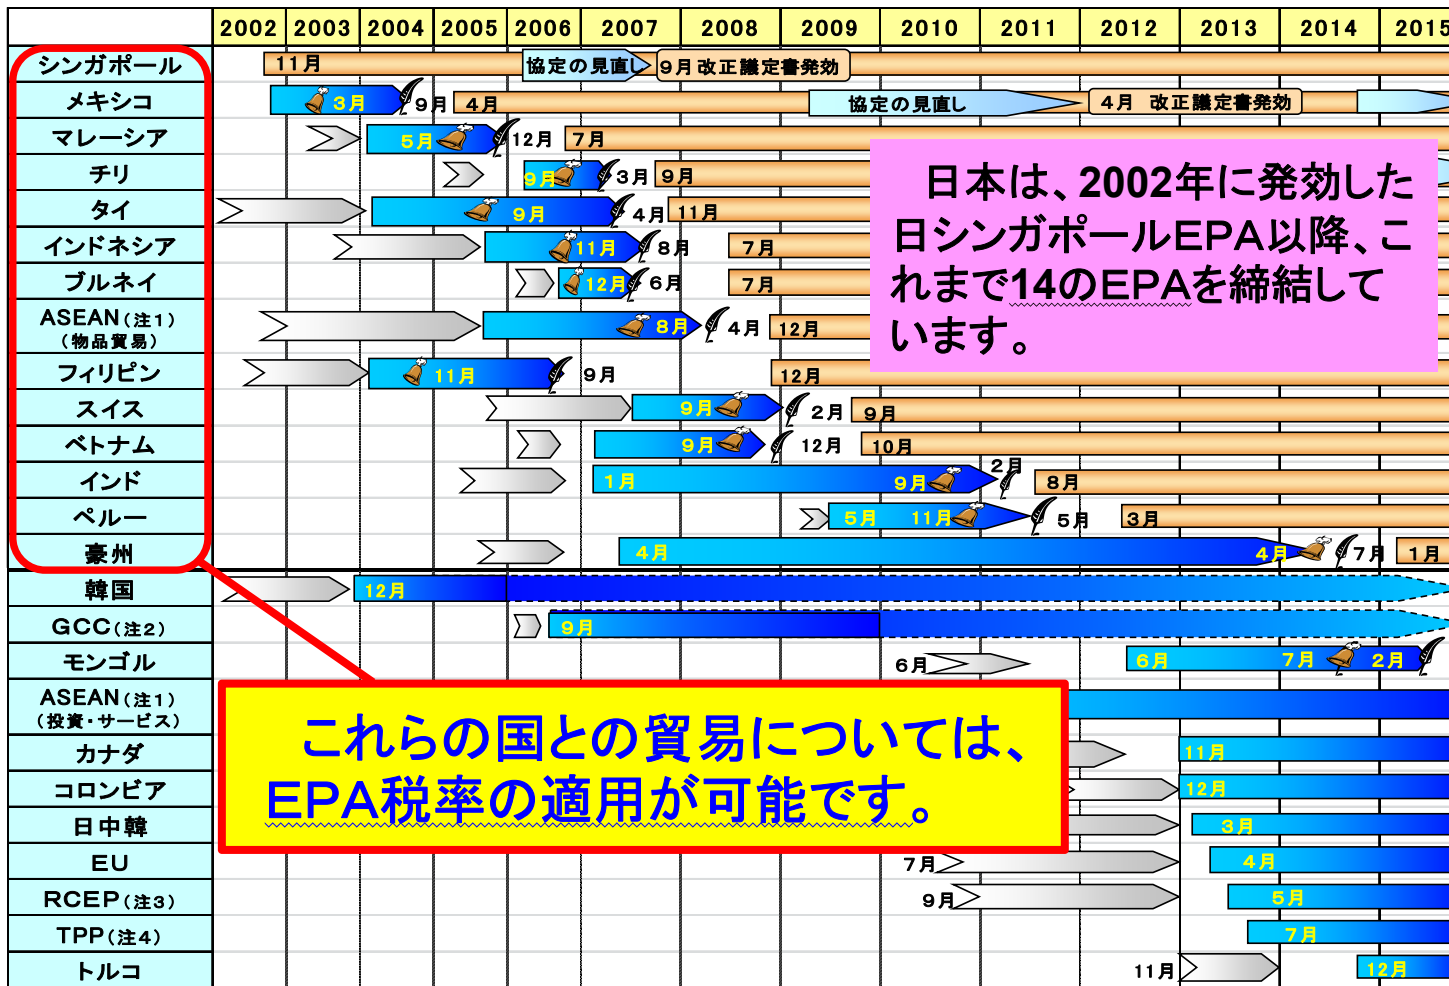 2002 2003 2004 2005 2006 2007 2008 2009 2010 2011 2012 2013 2014 2015
シンガポール 11月 協定の見直し 9月改正議定書発効
メキシコ 3月 9月 4月 協定の見直し 4月 改正議定書発効
マレーシア 5月 12月 7月
チリ 9月 3月 9月
タイ 9月 4月 11月
インドネシア 11月 8月 7月
ブルネイ 12月 6月 7月
ASEAN(注1)
(物品貿易) 8月 4月 12月
フィリピン 11月 9月 12月
スイス 9月 2月 9月
ベトナム 9月 12月 10月
インド 1月 9月 2月 8月
ペルー 5月 11月 5月 3月
豪州 4月 4月 7月 1月
日本は、2002年に発効した
日シンガポールEPA以降、こ
れまで14のEPAを締結して
います。
韓国 12月
GCC(注2) 9月
モンゴル 6月 6月 7月 2月
ASEAN(注1)
(投資・サービス)
カナダ 11月
コロンビア 12月
日中韓 3月
EU 7月 4月
RCEP(注3) 9月 5月
TPP(注4) 7月
トルコ 11月 12月
これらの国との貿易については、
EPA税率の適用が可能です。